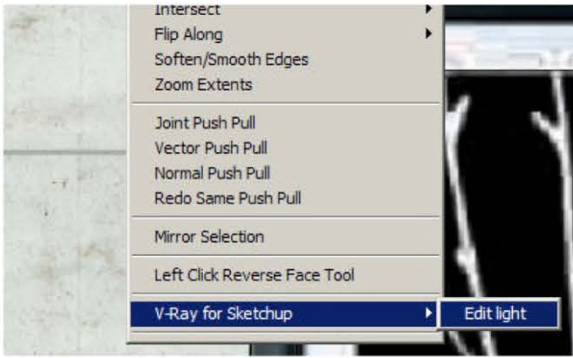 Intersect
Flip Along
Soften/Smooth Edges
Zoom Extents
Joint Push Pull
Vector Push Pull
Normal Push Pull
Redo Same Push Pull
Mirror Selection
Left Click Reverse Face Tool
V-Ray for Sketchup
Edit light